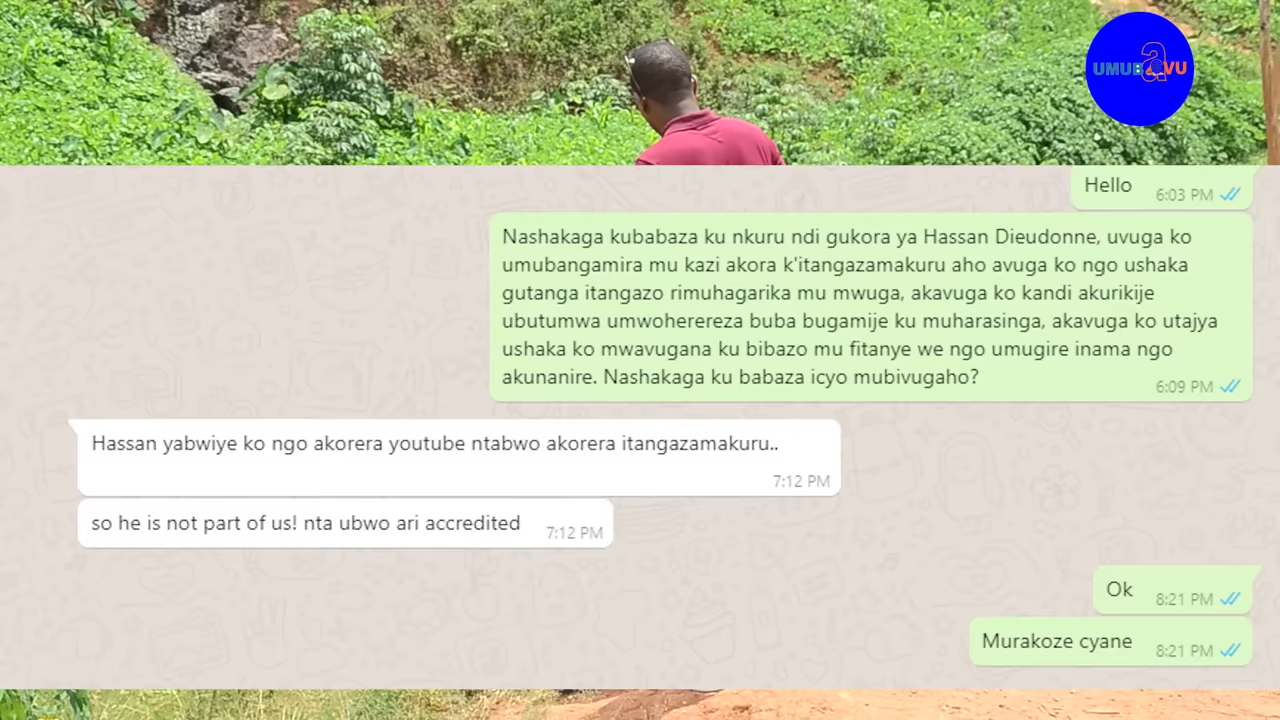 UMUBAVU
a
Hello
6:03 PM
Nashakaga kubabaza ku nkuru ndi gukora ya Hassan Dieudonne, uvuga ko
umubangamira mu kazi akora k'itangazamakuru aho avuga ko ngo ushaka
gutanga itangazo rimuhagarika mu mwuga, akavuga ko kandi akurikije
ubutumwa umwoherereza buba bugamije ku muharasinga, akavuga ko utajya
ushaka ko mwavugana ku bibazo mu fitanye we ngo umugire inama ngo
akunanire. Nashakaga ku babaza icyo mubivugaho?
6:09 PM
Hassan yabwiye ko ngo akorera youtube ntabwo akorera itangazamakuru..
7:12 PM
so he is not part of us! nta ubwo ari accredited
7:12 PM
Ok
8:21 PM
Murakoze cyane
8:21 PM